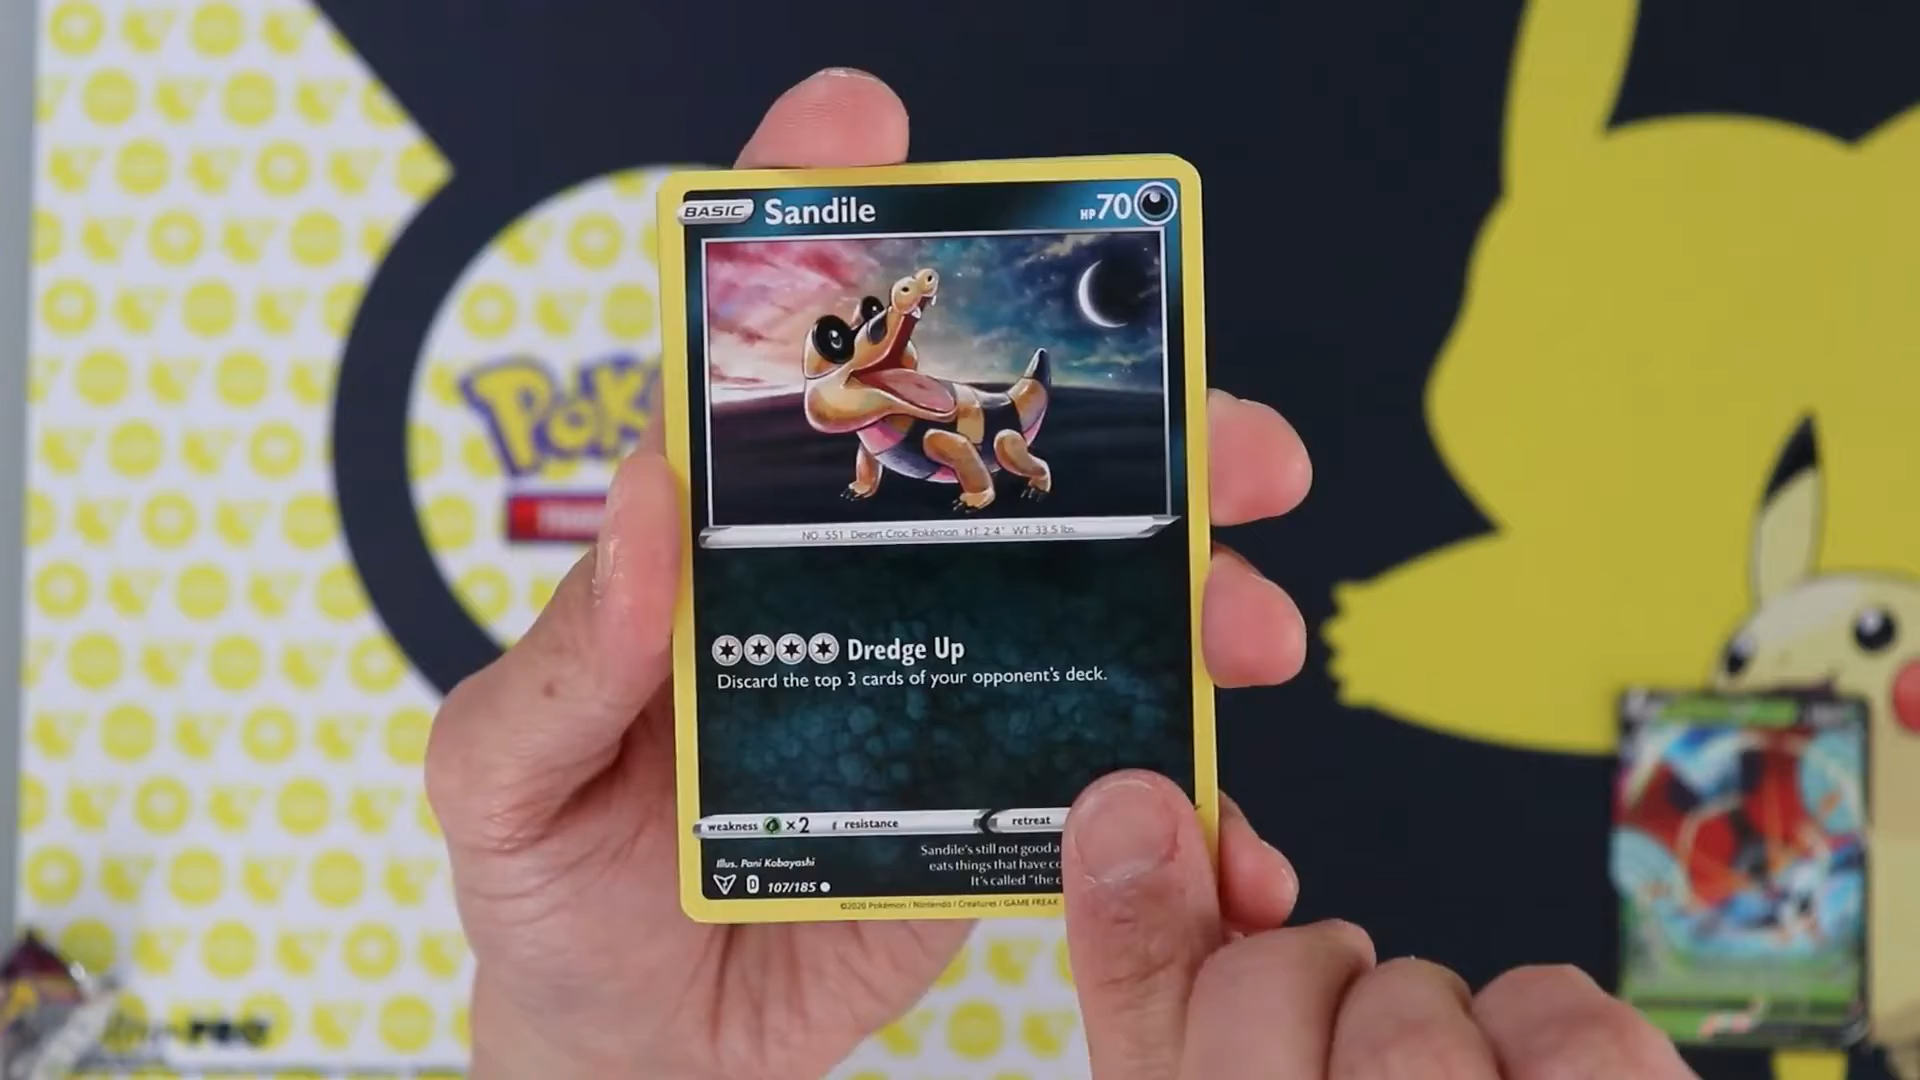 BASIC Sandile HP 70
NO. 551 Desert Croc Pokémon HT. 2'4" WT. 33.5 lbs.
Dredge Up
Discard the top 3 cards of your opponent's deck.
weakness ×2 resistance retreat
Illus. Pani Kobayashi
Sandile's still not good
eats things that have
It's called "the
D 107/185
©2020 Pokémon / Nintendo / Creatures / GAME FREAK